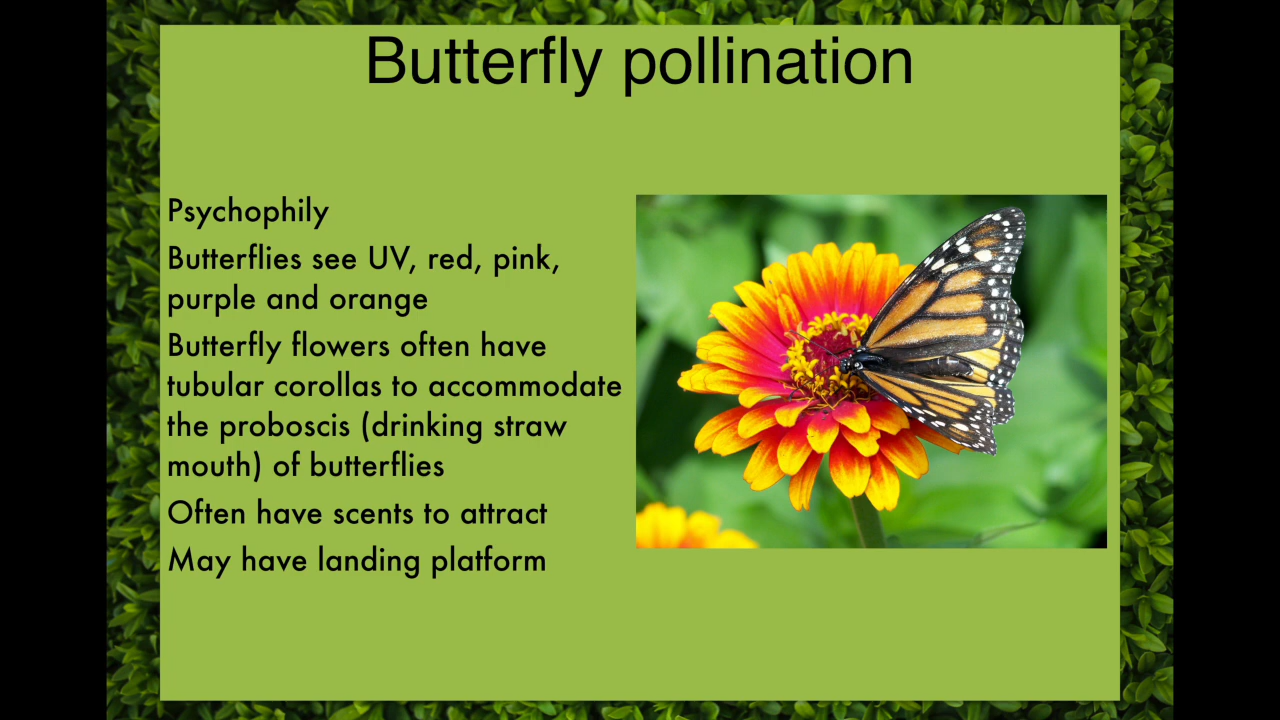 Butterfly pollination
Psychophily
Butterflies see UV, red, pink,
purple and orange
Butterfly flowers often have
tubular corollas to accommodate
the proboscis (drinking straw
mouth) of butterflies
Often have scents to attract
May have landing platform